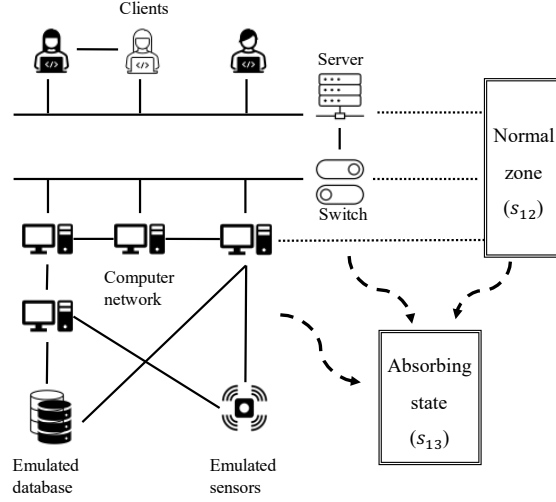 Clients
Server
Normal
zone
(s₁₂)
Switch
Computer
network
Absorbing
state
(s₁₃)
Emulated
database
Emulated
sensors